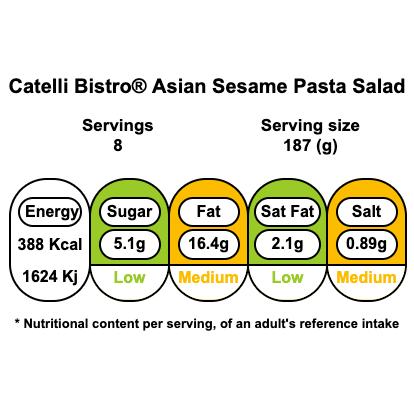 Catelli Bistro® Asian Sesame Pasta Salad
Servings Serving size
8 187 (g)
Energy Sugar Fat Sat Fat Salt
388 Kcal 5.1g 16.4g 2.1g 0.89g
1624 Kj Low Medium Low Medium
* Nutritional content per serving, of an adult's reference intake